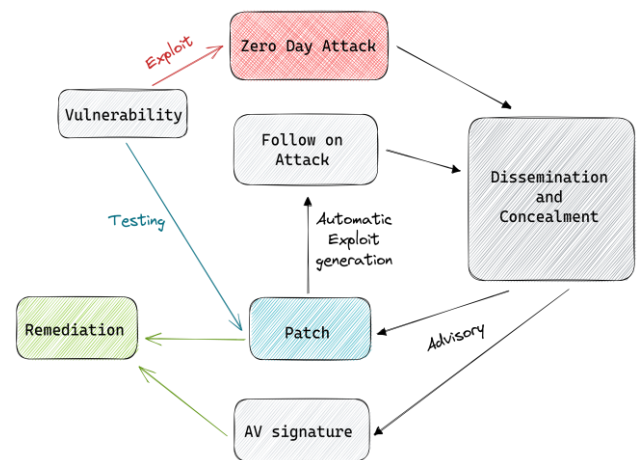 Zero Day Attack
Exploit
Vulnerability
Follow on
Attack
Dissemination
and
Concealment
Testing
Automatic
Exploit
generation
Remediation
Patch
Advisory
AV signature